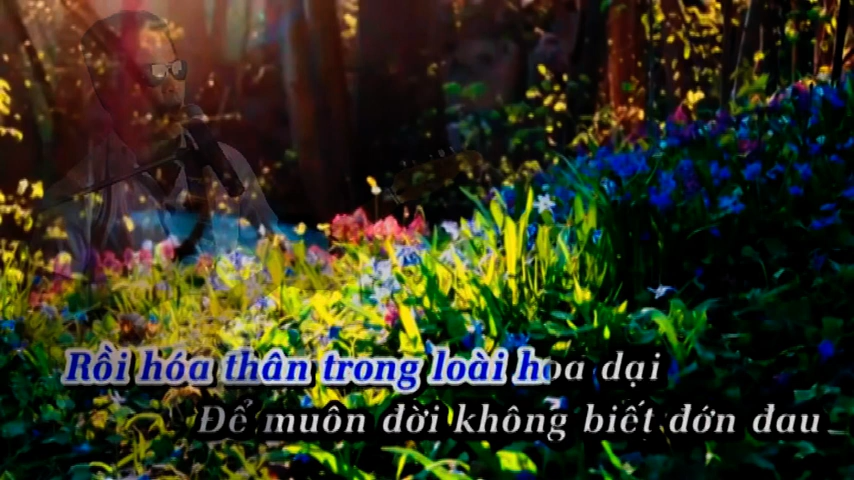 Rồi hóa thân trong loài hoa dại
Để muôn đời không biết đớn đau